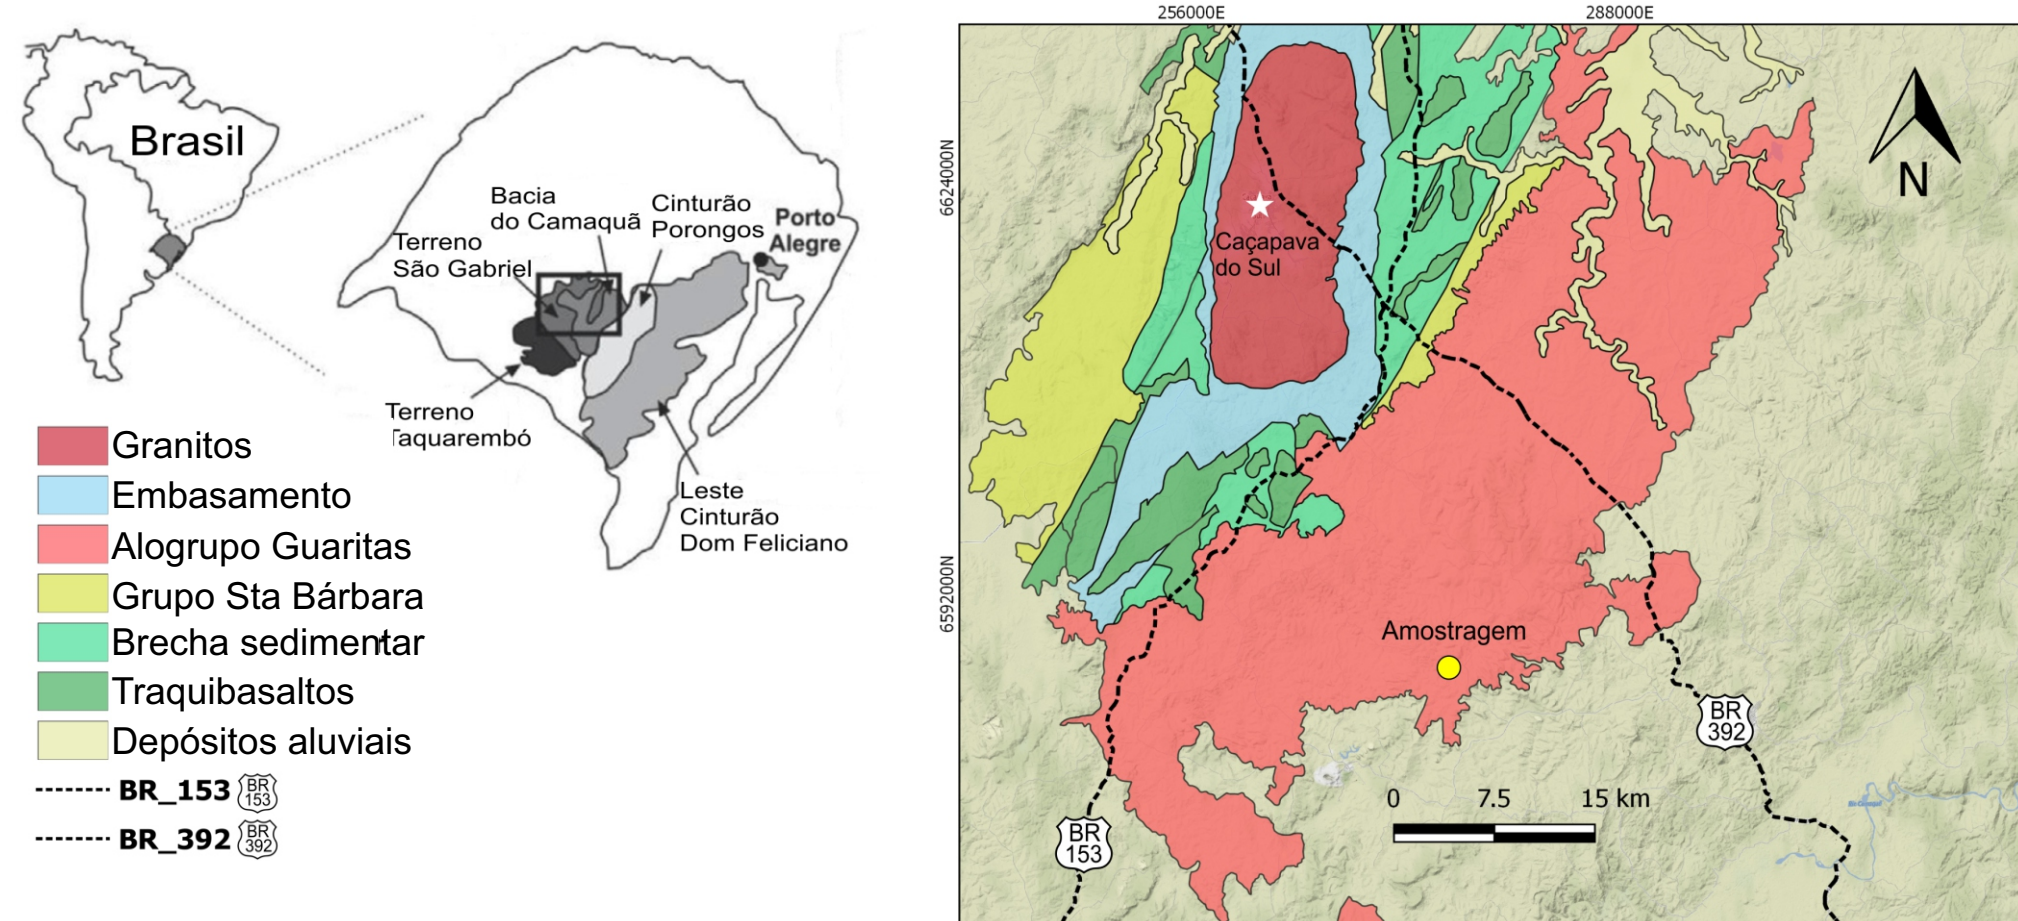 Brasil
Bacia
do Camaquã
Cinturão
Porongos
Porto
Alegre
Terreno
São Gabriel
Terreno
Taquarembó
Leste
Cinturão
Dom Feliciano
Granitos
Embasamento
Alogrupo Guaritas
Grupo Sta Bárbara
Brecha sedimentar
Traquibasaltos
Depósitos aluviais
BR_153 BR 153
BR_392 BR 392
256000E 288000E
6624000N
6592000N
N
Caçapava
do Sul
Amostragem
0 7.5 15 km
BR
392
BR
153